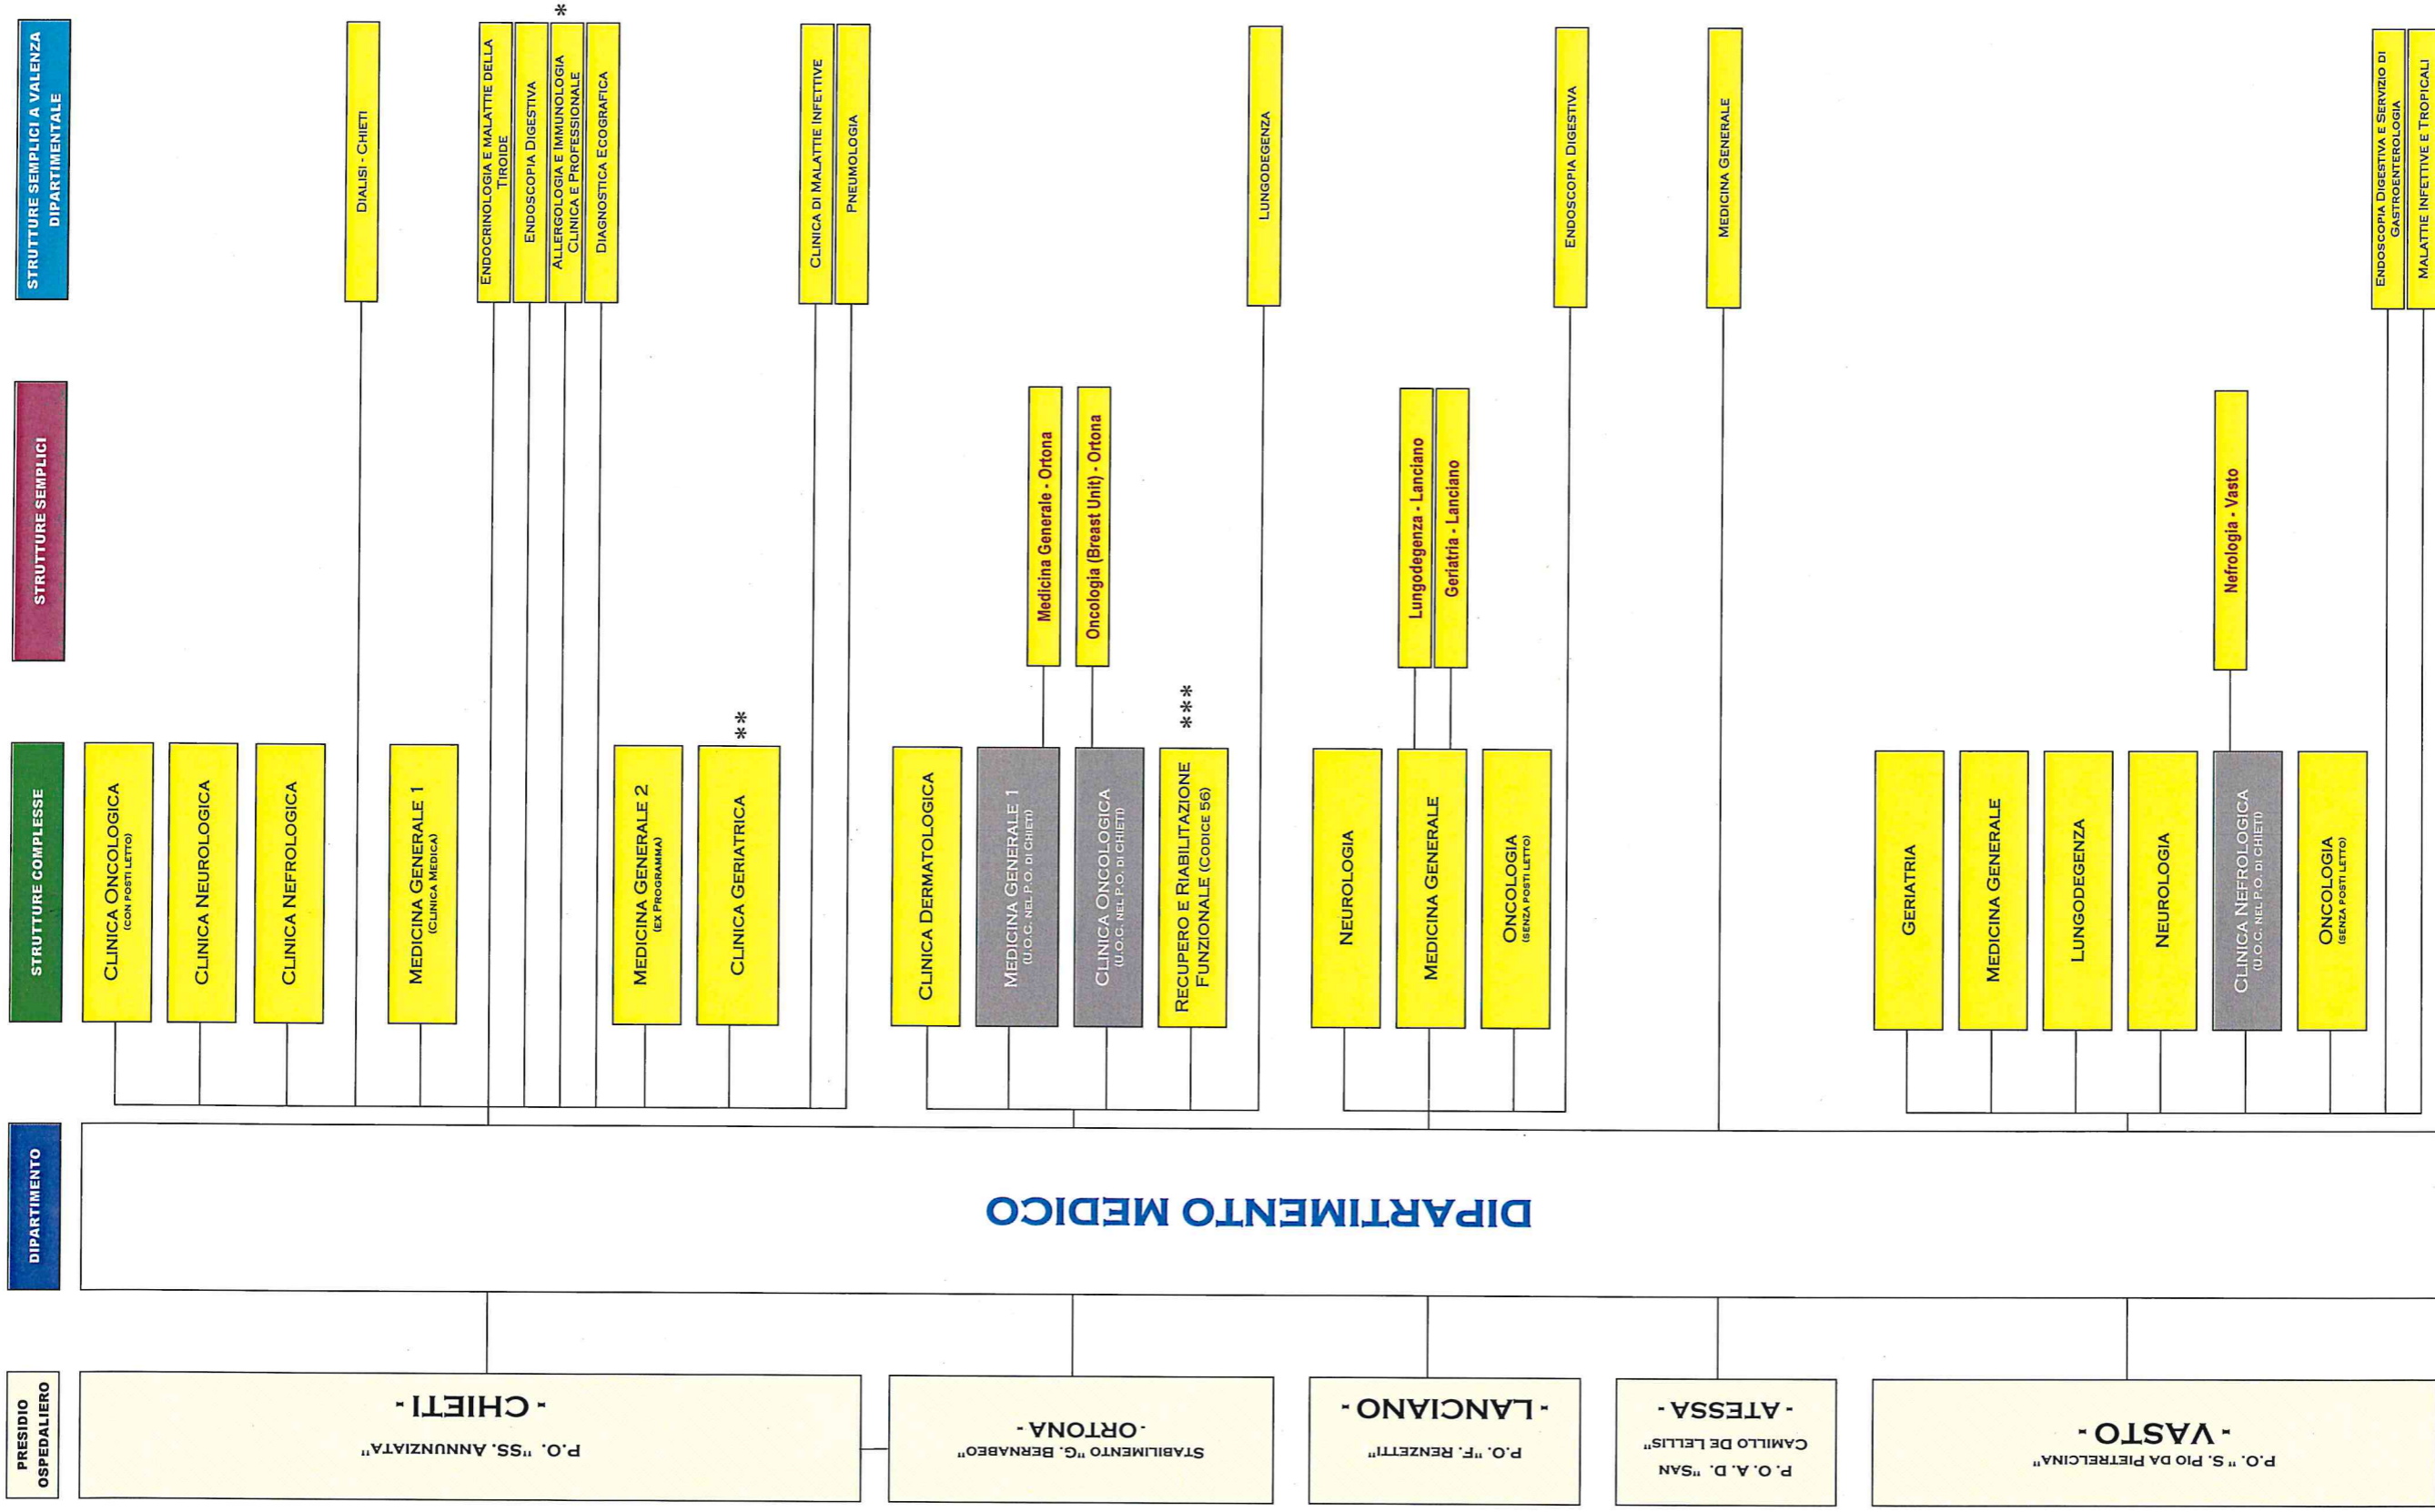 PRESIDIO
OSPEDALIERO
DIPARTIMENTO
STRUTTURE COMPLESSE
STRUTTURE SEMPLICI
STRUTTURE SEMPLICI A VALENZA
DIPARTIMENTALE
- CHIETI -
P.O. "SS. ANNUNZIATA"
- ORTONA -
STABILIMENTO "G. BERNABEO"
- LANCIANO -
P.O. "F. RENZETTI"
- ATESSA -
P. O. A. D. "SAN
CAMILLO DE LELLIS"
- VASTO -
P.O. "S. PIO DA PIETRELCINA"
DIPARTIMENTO MEDICO
CLINICA ONCOLOGICA
(CON POSTI LETTO)
CLINICA NEUROLOGICA
CLINICA NEFROLOGICA
DIALISI - CHIETI
MEDICINA GENERALE 1
(CLINICA MEDICA)
ENDOCRINOLOGIA E MALATTIE DELLA
TIROIDE
ENDOSCOPIA DIGESTIVA
ALLERGOLOGIA E IMMUNOLOGIA
CLINICA E PROFESSIONALE
*
DIAGNOSTICA ECOGRAFICA
MEDICINA GENERALE 2
(EX PROGRAMMA)
CLINICA GERIATRICA
**
CLINICA DI MALATTIE INFETTIVE
PNEUMOLOGIA
CLINICA DERMATOLOGICA
MEDICINA GENERALE 1
(U.O.C. NEL P.O. DI CHIETI)
Medicina Generale - Ortona
CLINICA ONCOLOGICA
(U.O.C. NEL P.O. DI CHIETI)
Oncologia (Breast Unit) - Ortona
RECUPERO E RIABILITAZIONE
FUNZIONALE (CODICE 56)
***
LUNGODEGENZA
NEUROLOGIA
MEDICINA GENERALE
Lungodegenza - Lanciano
Geriatria - Lanciano
ONCOLOGIA
(SENZA POSTI LETTO)
ENDOSCOPIA DIGESTIVA
MEDICINA GENERALE
GERIATRIA
MEDICINA GENERALE
LUNGODEGENZA
NEUROLOGIA
CLINICA NEFROLOGICA
(U.O.C. NEL P.O. DI CHIETI)
Nefrologia - Vasto
ONCOLOGIA
(SENZA POSTI LETTO)
ENDOSCOPIA DIGESTIVA E SERVIZIO DI
GASTROENTEROLOGIA
MALATTIE INFETTIVE E TROPICALI